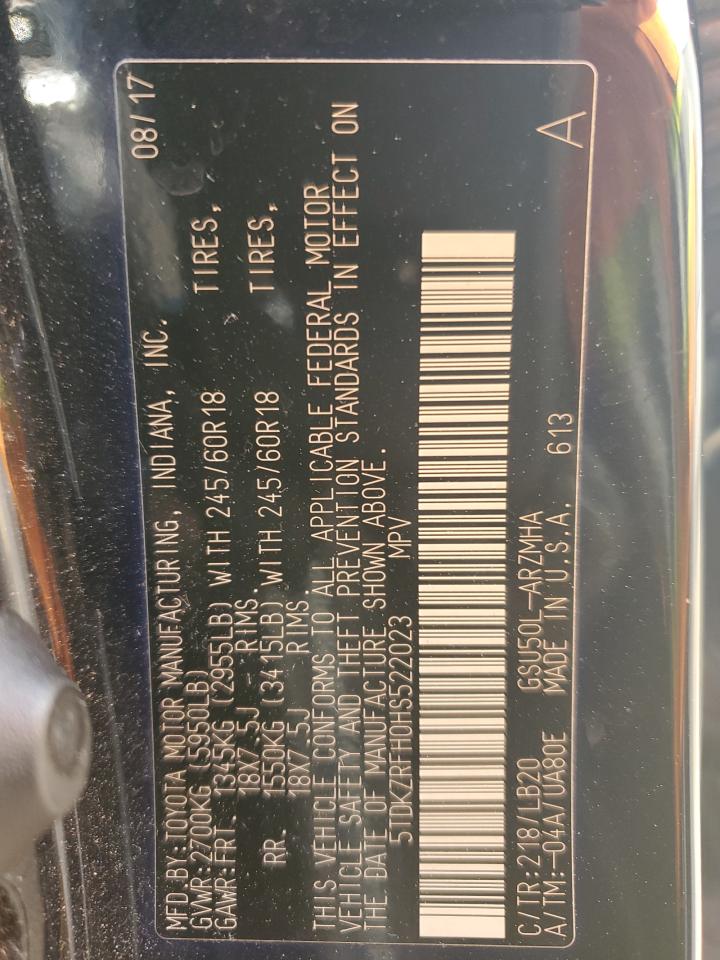 MFD.BY:TOYOTA MOTOR MANUFACTURING, INDIANA, INC. 08/17
GVWR:2700KG (5950LB)
GAWR:FRT. 1345KG (2955LB) WITH 245/60R18 TIRES,
18X7.5J - RIMS.
RR. 1550KG (3415LB) WITH 245/60R18 TIRES,
18X7.5J RIMS.
THIS VEHICLE CONFORMS TO ALL APPLICABLE FEDERAL MOTOR
VEHICLE SAFETY AND THEFT PREVENTION STANDARDS IN EFFECT ON
THE DATE OF MANUFACTURE SHOWN ABOVE.
5TDKZRFH0HS522023 MPV
C/TR:218/LB20 GSU50L-ARZMHA A
A/TM:-04A/UA80E MADE IN U.S.A. 613